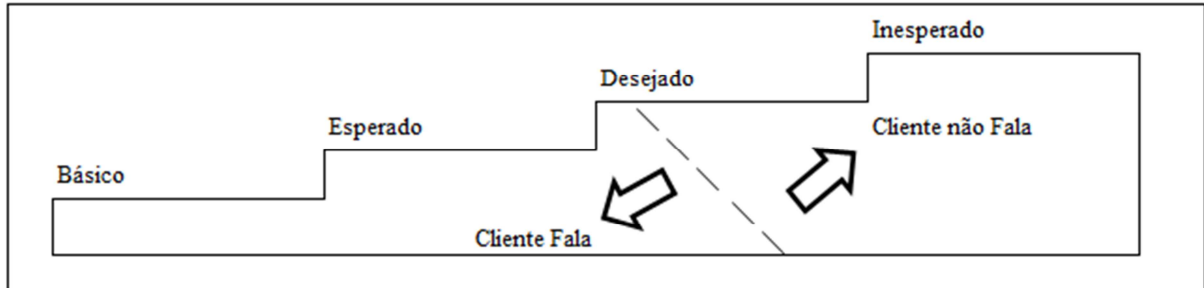 Inesperado
Desejado
Esperado
Cliente não Fala
Básico
Cliente Fala